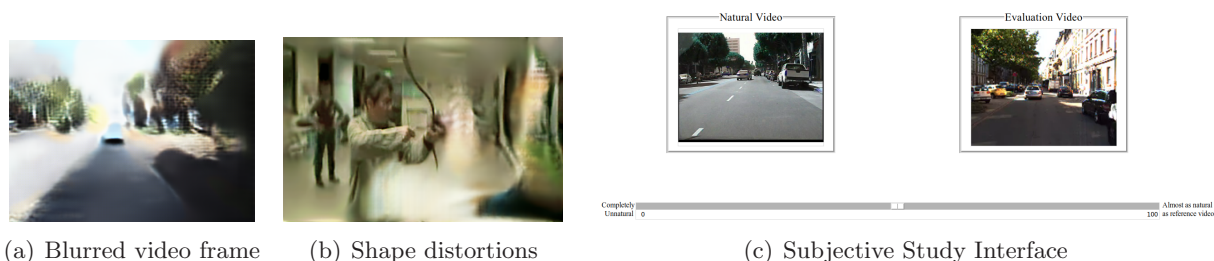 Natural Video
Evaluation Video
Completely
Unnatural
0
100
Almost as natural
as reference video
(a) Blurred video frame
(b) Shape distortions
(c) Subjective Study Interface